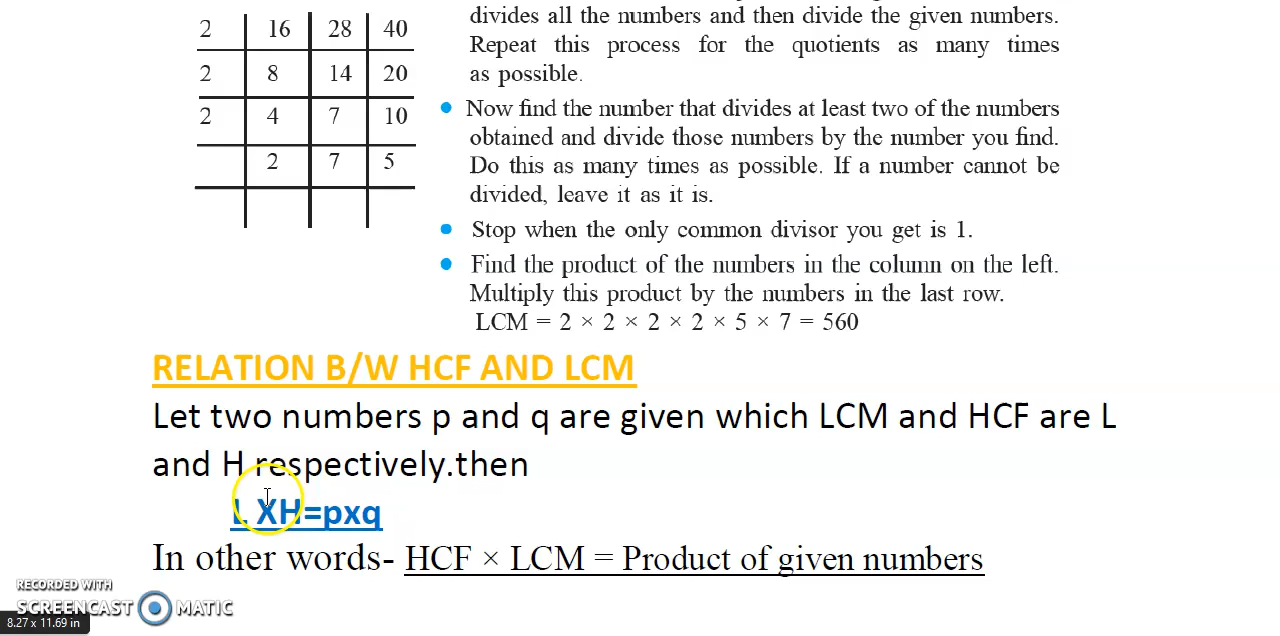 divides all the numbers and then divide the given numbers.
Repeat this process for the quotients as many times
as possible.
2 16 28 40
2 8 14 20
2 4 7 10
2 7 5
• Now find the number that divides at least two of the numbers
obtained and divide those numbers by the number you find.
Do this as many times as possible. If a number cannot be
divided, leave it as it is.
• Stop when the only common divisor you get is 1.
• Find the product of the numbers in the column on the left.
Multiply this product by the numbers in the last row.
LCM = 2 × 2 × 2 × 2 × 5 × 7 = 560
RELATION B/W HCF AND LCM
Let two numbers p and q are given which LCM and HCF are L
and H respectively.then
L XH=pxq
In other words- HCF × LCM = Product of given numbers
RECORDED WITH
SCREENCAST MATIC
8.27 x 11.69 in